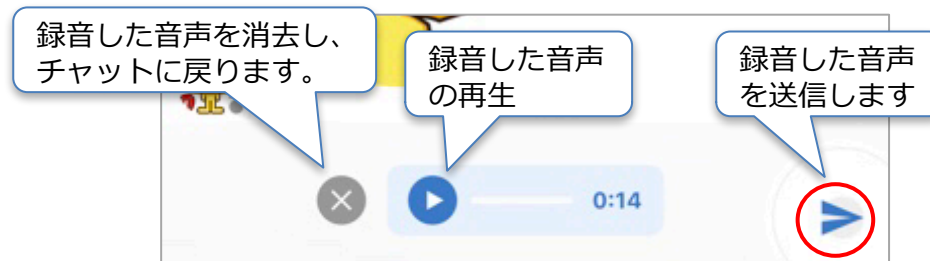 録音した音声を消去し、
チャットに戻ります。
録音した音声
の再生
録音した音声
を送信します
0:14